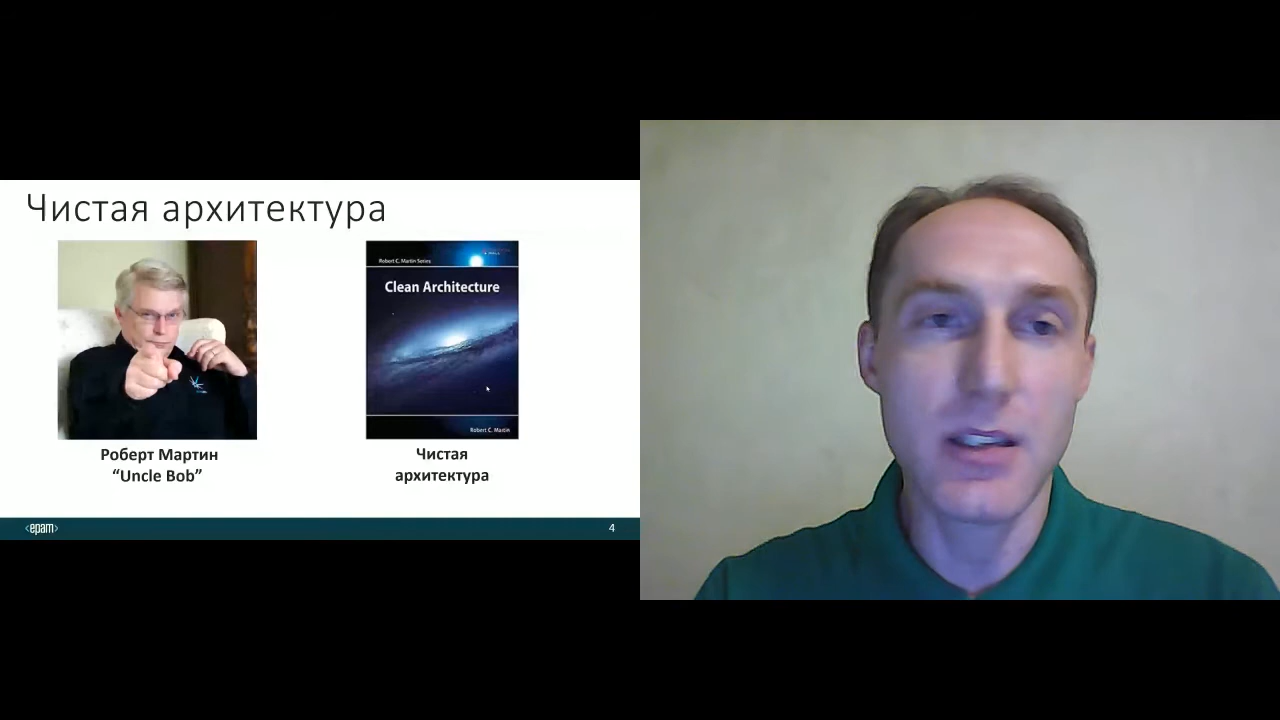 Чистая архитектура
Robert C. Martin Series
Clean Architecture
Robert C. Martin
Роберт Мартин
“Uncle Bob”
Чистая
архитектура
<epam>
4